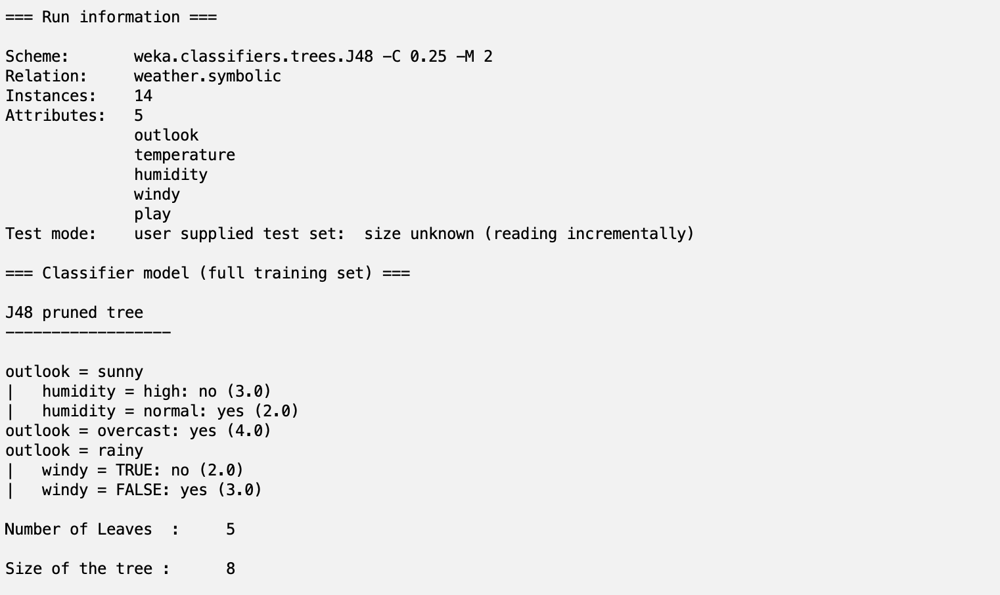 === Run information ===

Scheme:       weka.classifiers.trees.J48 -C 0.25 -M 2
Relation:     weather.symbolic
Instances:    14
Attributes:   5
              outlook
              temperature
              humidity
              windy
              play
Test mode:    user supplied test set:  size unknown (reading incrementally)

=== Classifier model (full training set) ===

J48 pruned tree
------------------

outlook = sunny
|   humidity = high: no (3.0)
|   humidity = normal: yes (2.0)
outlook = overcast: yes (4.0)
outlook = rainy
|   windy = TRUE: no (2.0)
|   windy = FALSE: yes (3.0)

Number of Leaves  :     5

Size of the tree :      8